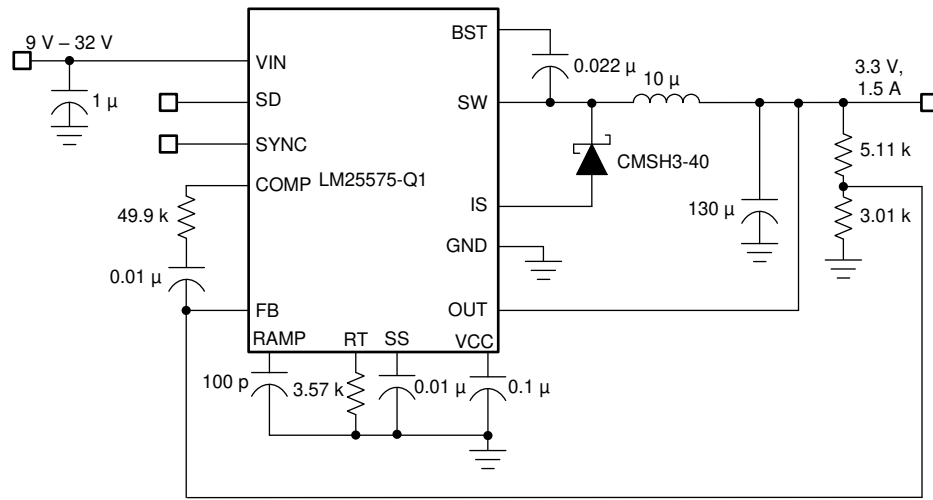 9 V – 32 V
1 µ
VIN
SD
SYNC
COMP
LM25575-Q1
49.9 k
0.01 µ
FB
RAMP
RT
SS
VCC
BST
SW
IS
GND
OUT
0.022 µ
10 µ
CMSH3-40
3.3 V,
1.5 A
5.11 k
3.01 k
130 µ
100 p
3.57 k
0.01 µ
0.1 µ